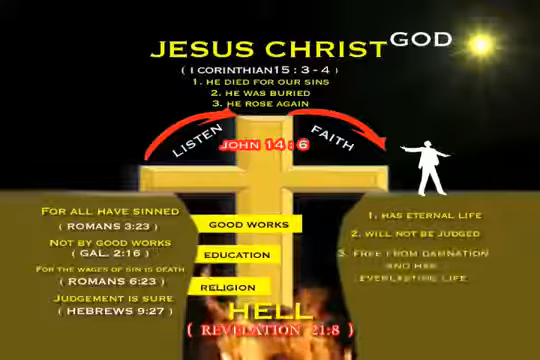 JESUS CHRIST
GOD
( I CORINTHIAN15 : 3 - 4 )
1. HE DIED FOR OUR SINS
2. HE WAS BURIED
3. HE ROSE AGAIN
LISTEN
FAITH
JOHN 14 : 6
FOR ALL HAVE SINNED
( ROMANS 3:23 )
NOT BY GOOD WORKS
( GAL. 2:16 )
FOR THE WAGES OF SIN IS DEATH
( ROMANS 6:23 )
JUDGEMENT IS SURE
( HEBREWS 9:27 )
GOOD WORKS
EDUCATION
RELIGION
1. HAS ETERNAL LIFE
2. WILL NOT BE JUDGED
3. FREE FROM DAMNATION
AND HAS
EVERLASTING LIFE
HELL
( REVELATION 21:8 )